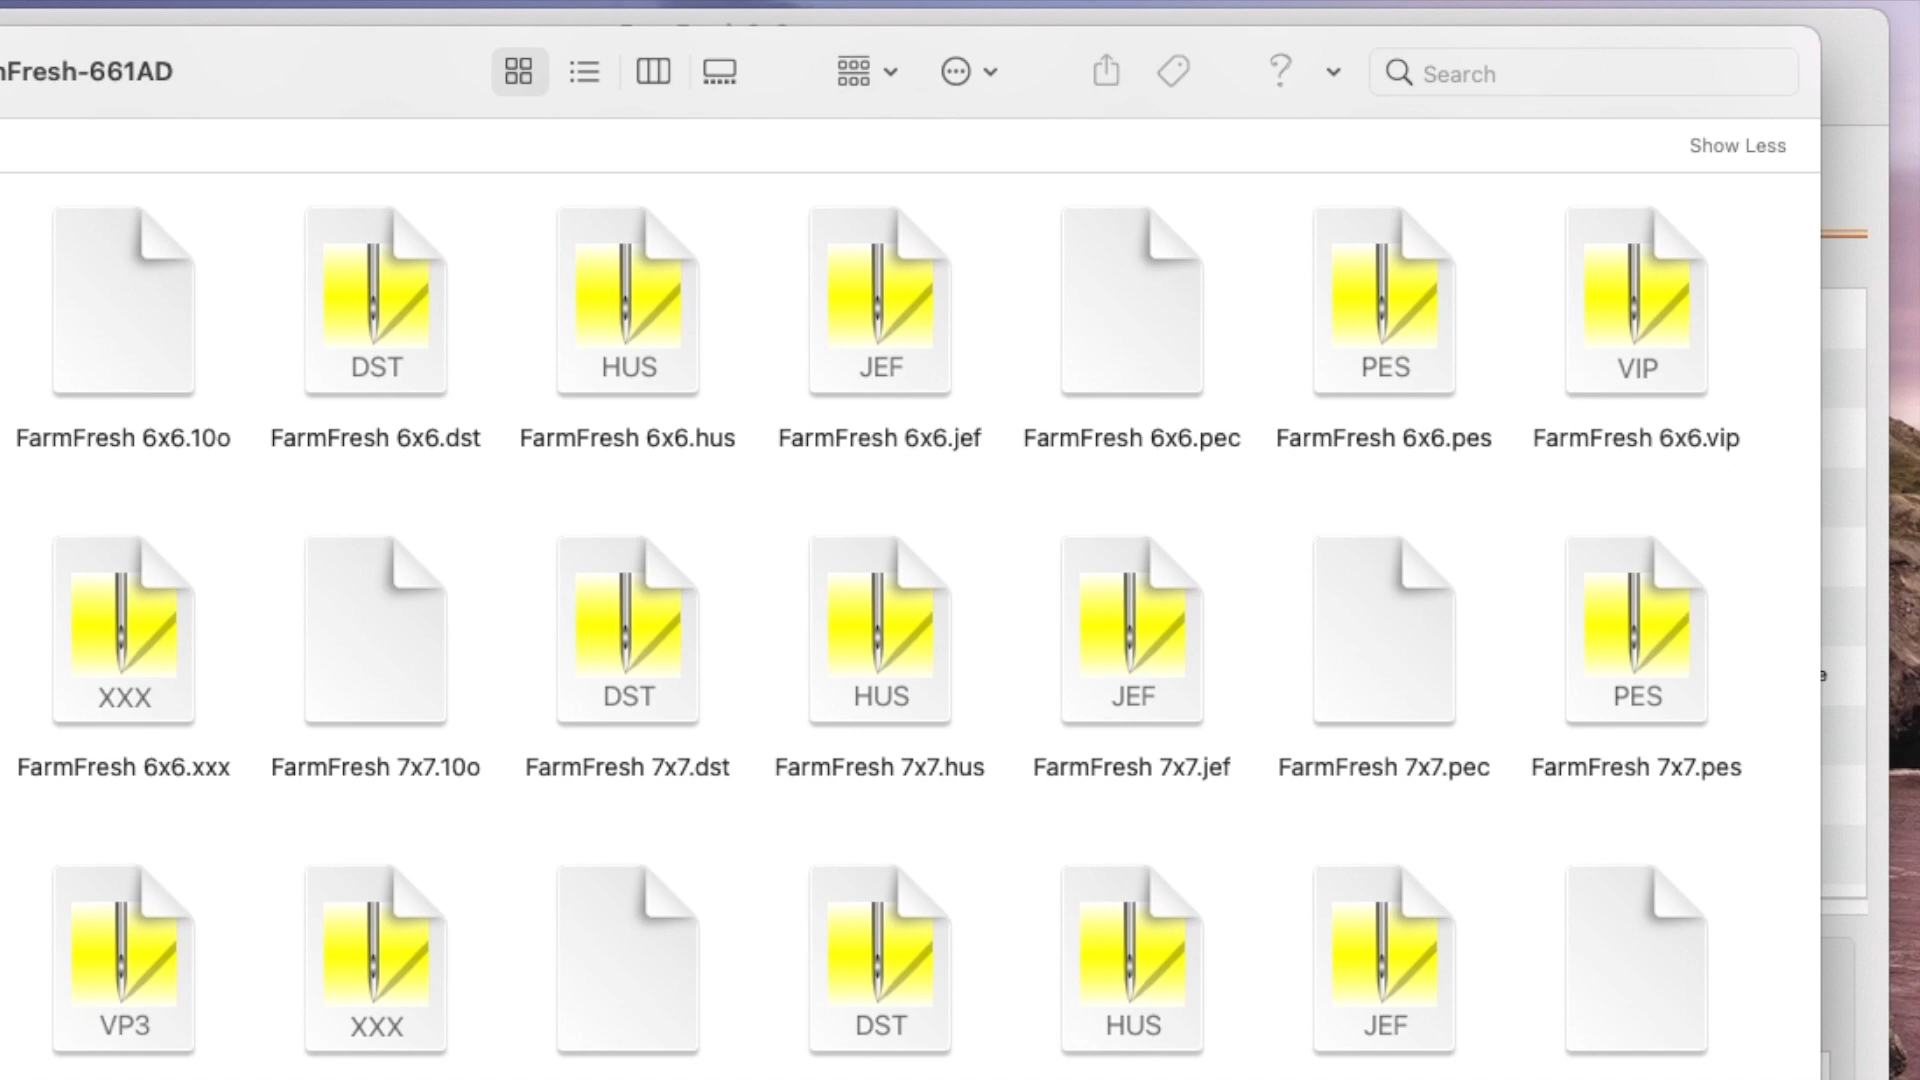 nFresh-661AD
Search
Show Less
DST HUS JEF PES VIP
FarmFresh 6x6.10o FarmFresh 6x6.dst FarmFresh 6x6.hus FarmFresh 6x6.jef FarmFresh 6x6.pec FarmFresh 6x6.pes FarmFresh 6x6.vip
XXX DST HUS JEF PES
FarmFresh 6x6.xxx FarmFresh 7x7.10o FarmFresh 7x7.dst FarmFresh 7x7.hus FarmFresh 7x7.jef FarmFresh 7x7.pec FarmFresh 7x7.pes
VP3 XXX DST HUS JEF